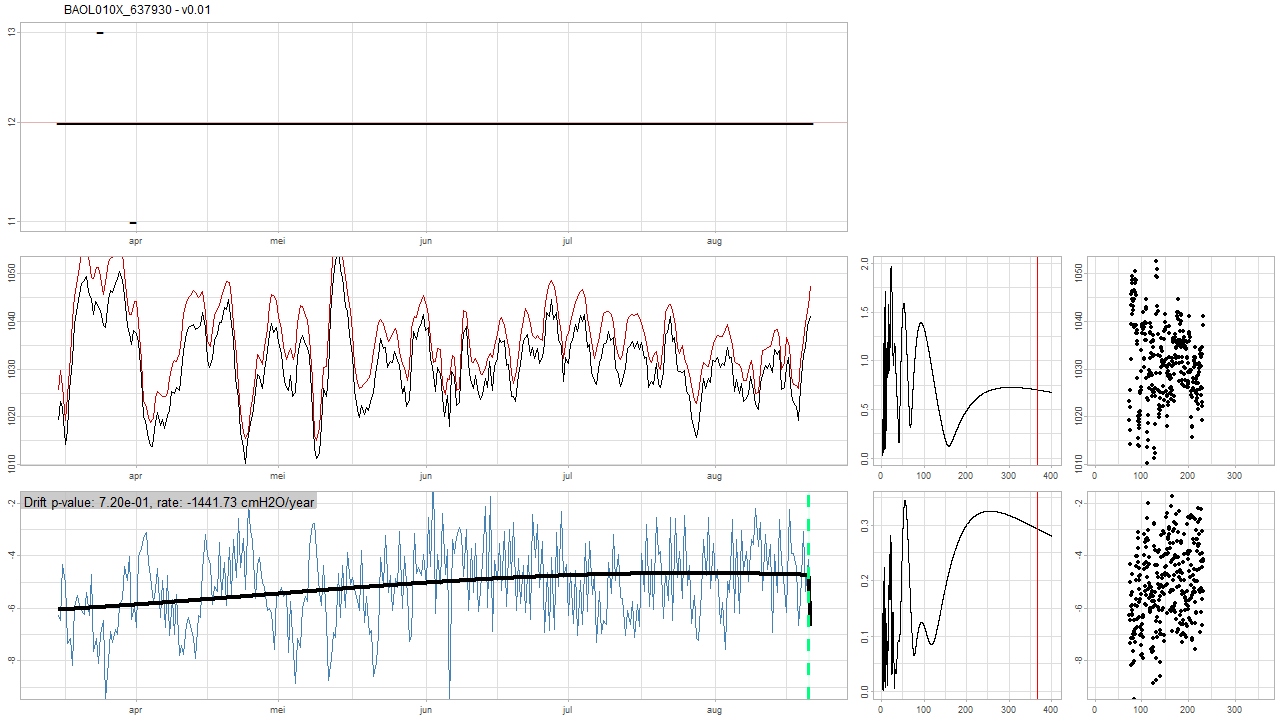 BAOL010X_637930 - v0.01
13
12
11
apr
mei
jun
jul
aug
1050
1040
1030
1020
1010
apr
mei
jun
jul
aug
2.0
1.5
1.0
0.5
0.0
0
100
200
300
400
1050
1040
1030
1020
1010
0
100
200
300
Drift p-value: 7.20e-01, rate: -1441.73 cmH2O/year
-2
-4
-6
-8
apr
mei
jun
jul
aug
0.3
0.2
0.1
0.0
0
100
200
300
400
-2
-4
-6
-8
0
100
200
300